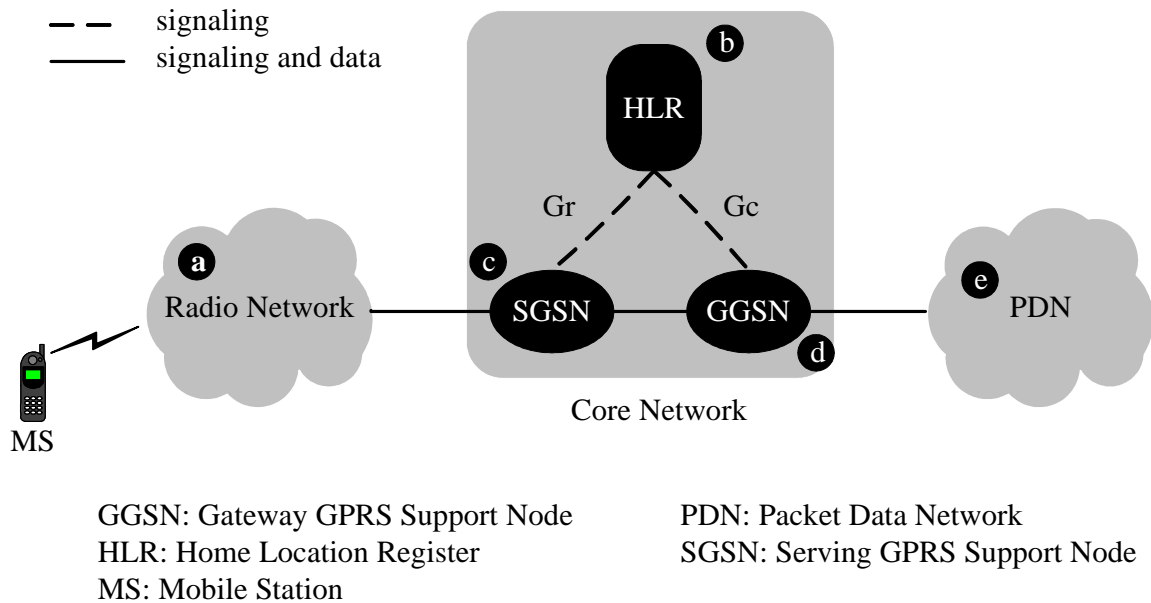 signaling
signaling and data
b
HLR
Gr
Gc
a
c
e
Radio Network
SGSN
GGSN
PDN
d
MS
Core Network
GGSN: Gateway GPRS Support Node
HLR: Home Location Register
MS: Mobile Station
PDN: Packet Data Network
SGSN: Serving GPRS Support Node